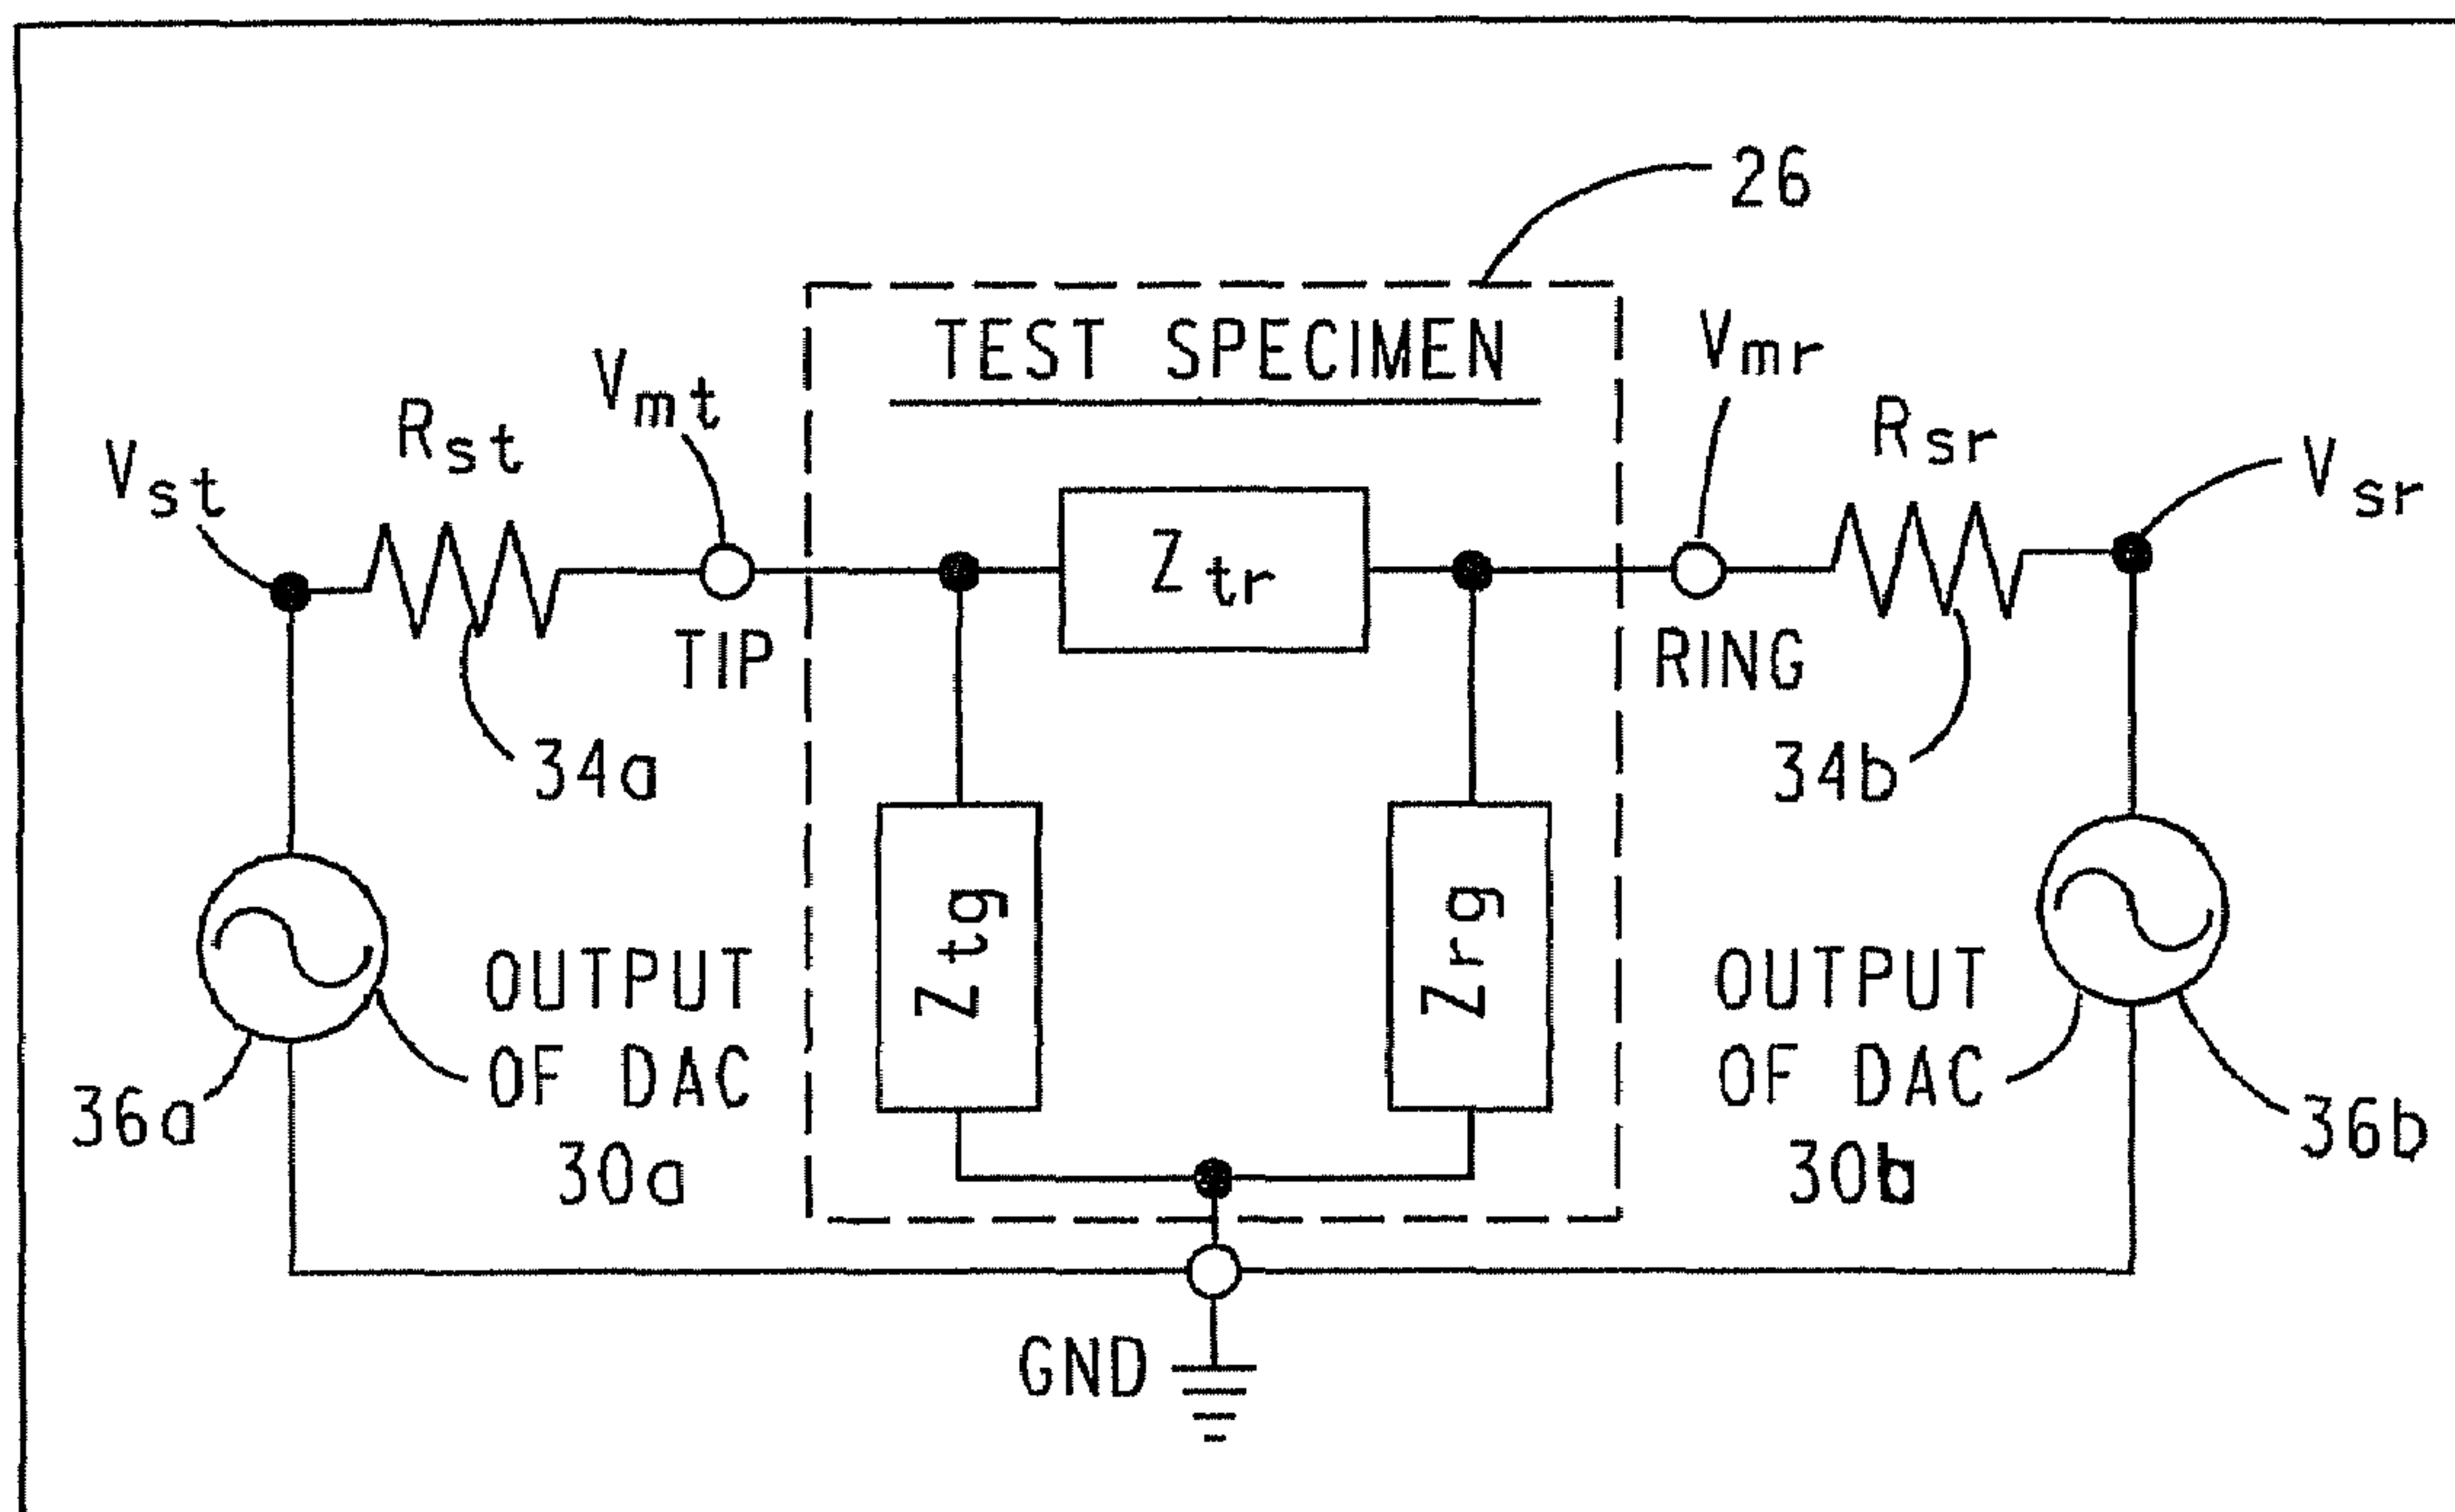 26
TEST SPECIMEN
Vmr
Vmt
Rst
Rsr
Vst
Vsr
Ztr
TIP
RING
34a
34b
Ztg
Zrg
OUTPUT
OF DAC
30a
OUTPUT
OF DAC
30b
36a
36b
GND